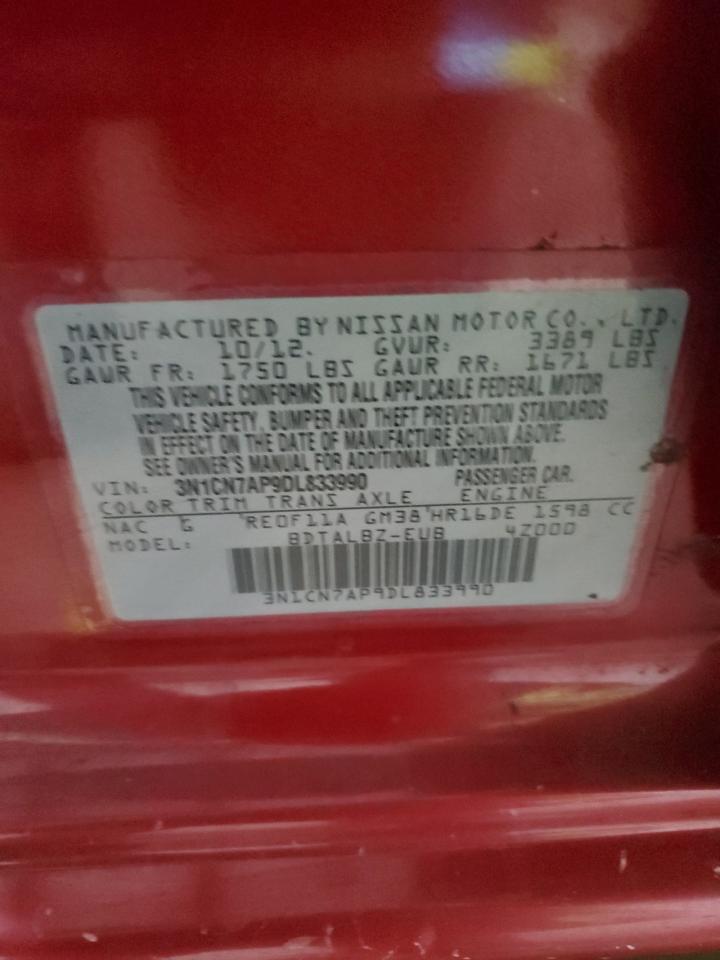 MANUFACTURED BY NISSAN MOTOR CO., LTD.
DATE: 10/12. GVWR: 3389 LBS
GAWR FR: 1750 LBS GAWR RR: 1671 LBS
THIS VEHICLE CONFORMS TO ALL APPLICABLE FEDERAL MOTOR
VEHICLE SAFETY, BUMPER AND THEFT PREVENTION STANDARDS
IN EFFECT ON THE DATE OF MANUFACTURE SHOWN ABOVE.
SEE OWNER'S MANUAL FOR ADDITIONAL INFORMATION.
VIN: 3N1CN7AP9DL833990 PASSENGER CAR.
COLOR TRIM TRANS AXLE ENGINE
NAC G RE0F11A GM38 HR16DE 1598 CC
MODEL: BDTALBZ-EUB 4Z000
3N1CN7AP9DL833990